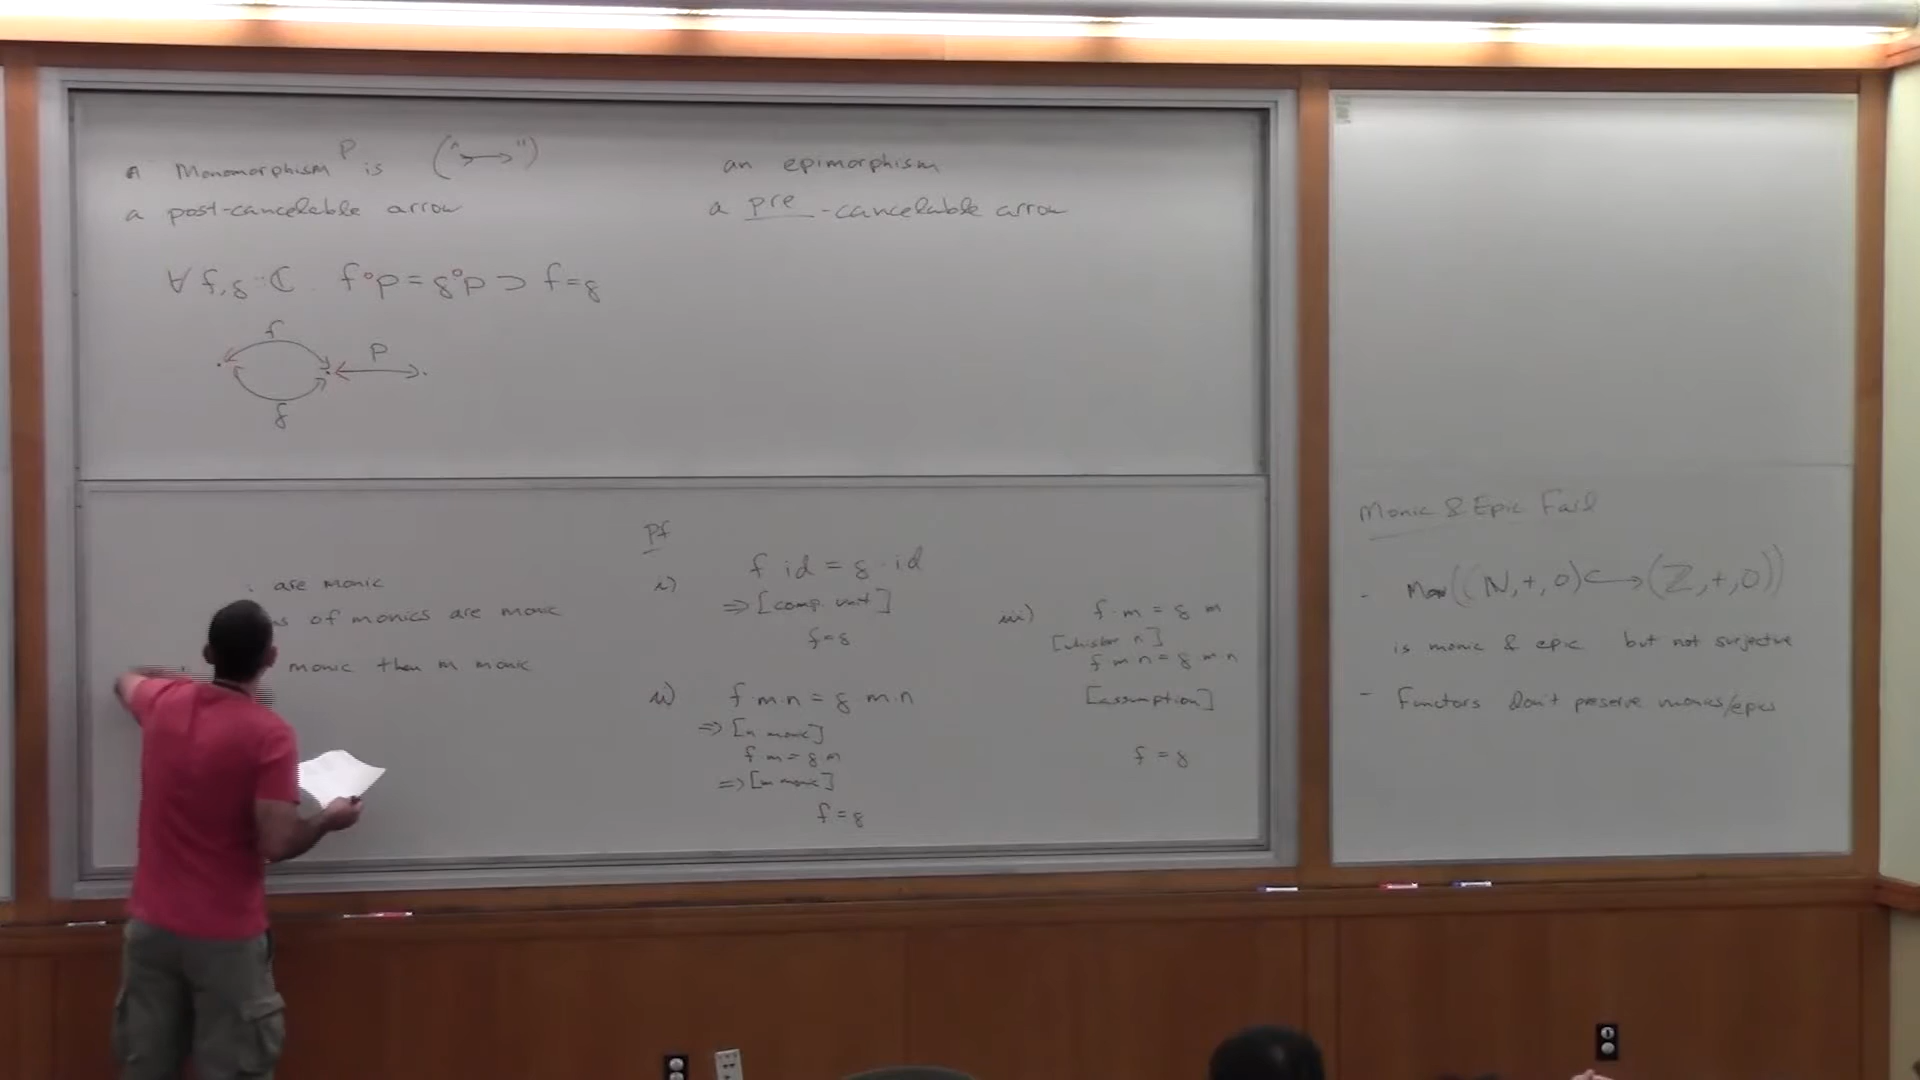 A Monomorphism P is (" ↣ ")
a post-cancelable arrow
∀ f, g :: ℂ . f∘p = g∘p ⊃ f = g
f
P
g
an epimorphism
a pre-cancelable arrow
are monic
of monics are monic
monic then m monic
Pf
i) f · id = g · id
⇒ [comp. unit]
f = g
ii) f · m · n = g · m · n
⇒ [n monic]
f m = g m
⇒ [m monic]
f = g
iii) f · m = g · m
[whisker n]
f · m · n = g · m · n
[assumption]
f = g
Monic & Epic Fail
- Mon((ℕ, +, 0) ↪ (ℤ, +, 0))
is monic & epic but not surjective
- Functors don't preserve monics/epics